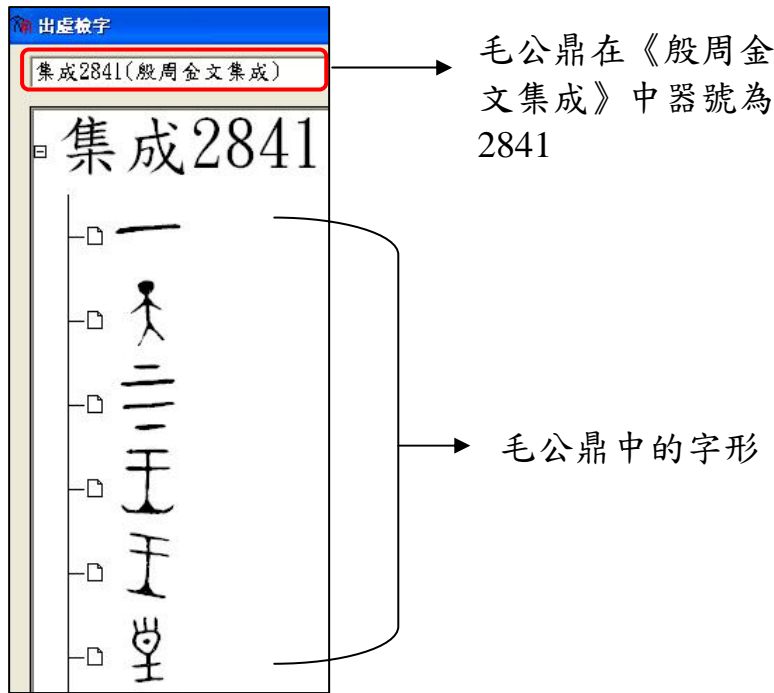 出處檢字
集成2841(殷周金文集成)
集成2841
毛公鼎在《殷周金
文集成》中器號為
2841
毛公鼎中的字形